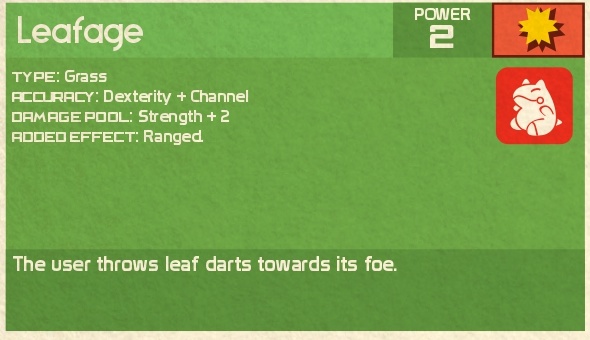 Leafage
POWER
2
TYPE: Grass
ACCURACY: Dexterity + Channel
DAMAGE POOL: Strength + 2
ADDED EFFECT: Ranged.
The user throws leaf darts towards its foe.